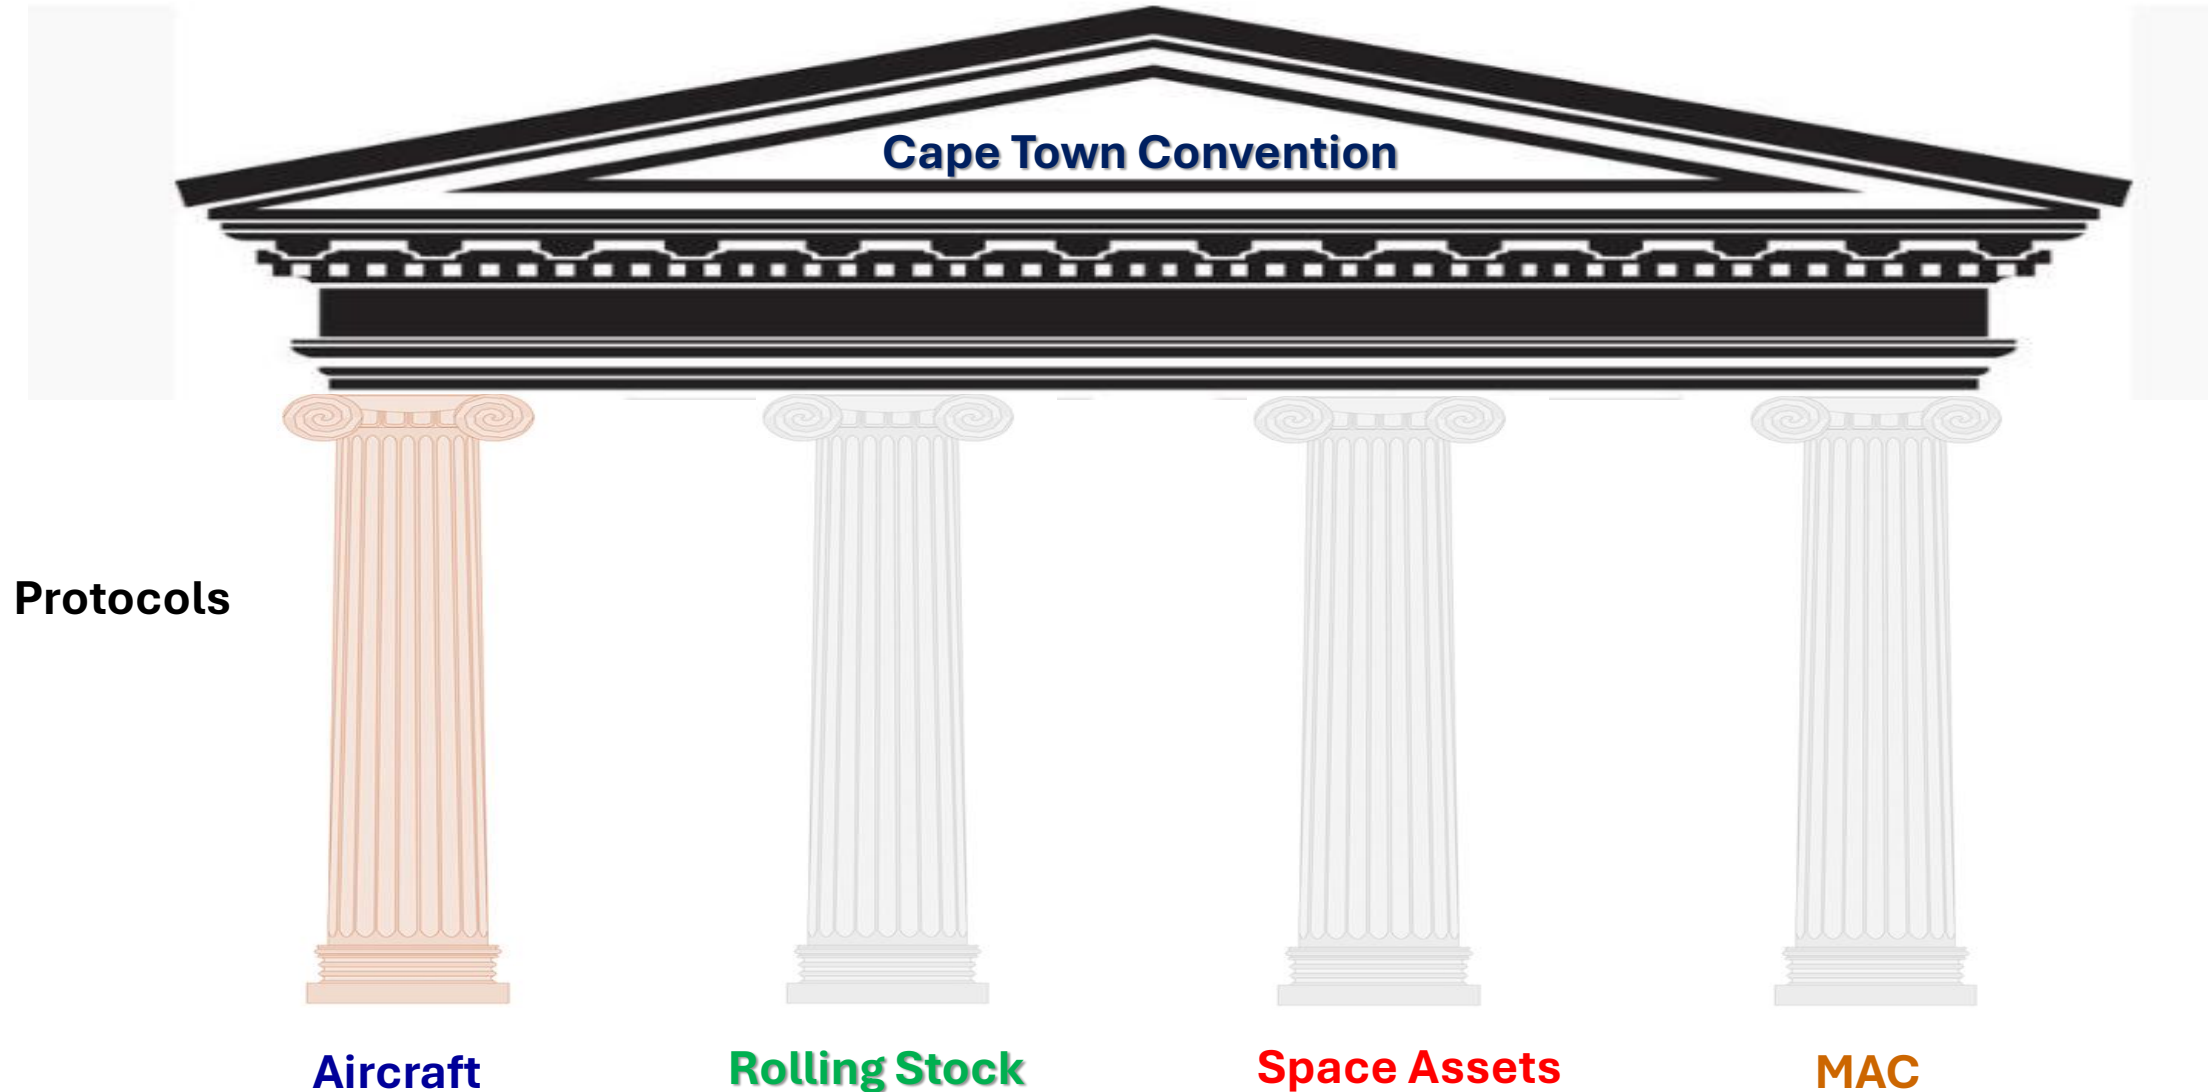 Cape Town Convention
Protocols
Aircraft
Rolling Stock
Space Assets
MAC